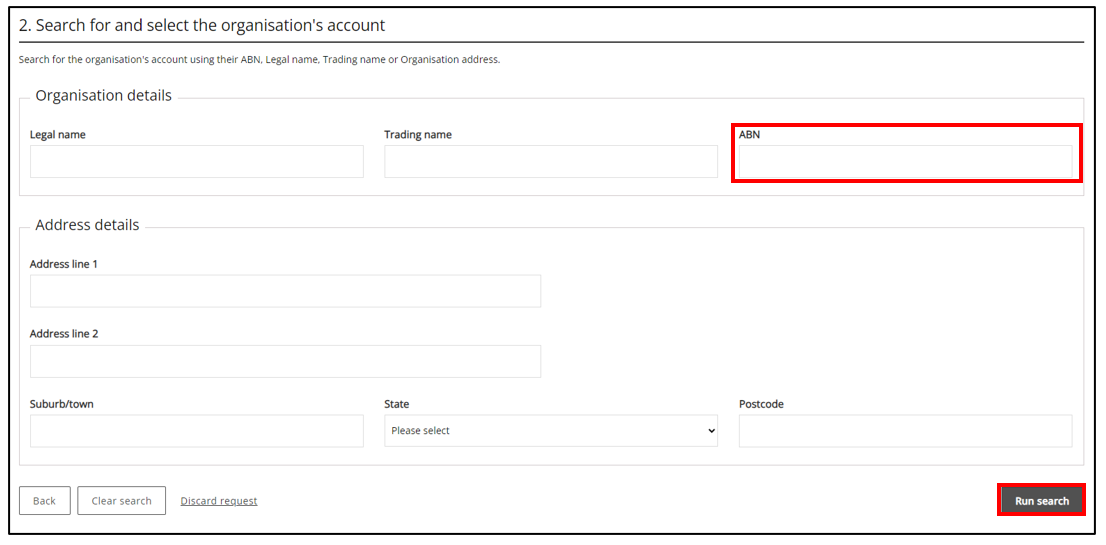 2. Search for and select the organisation's account
Search for the organisation's account using their ABN, Legal name, Trading name or Organisation address.
Organisation details
Legal name
Trading name
ABN
Address details
Address line 1
Address line 2
Suburb/town
State
Postcode
Please select
Back
Clear search
Discard request
Run search